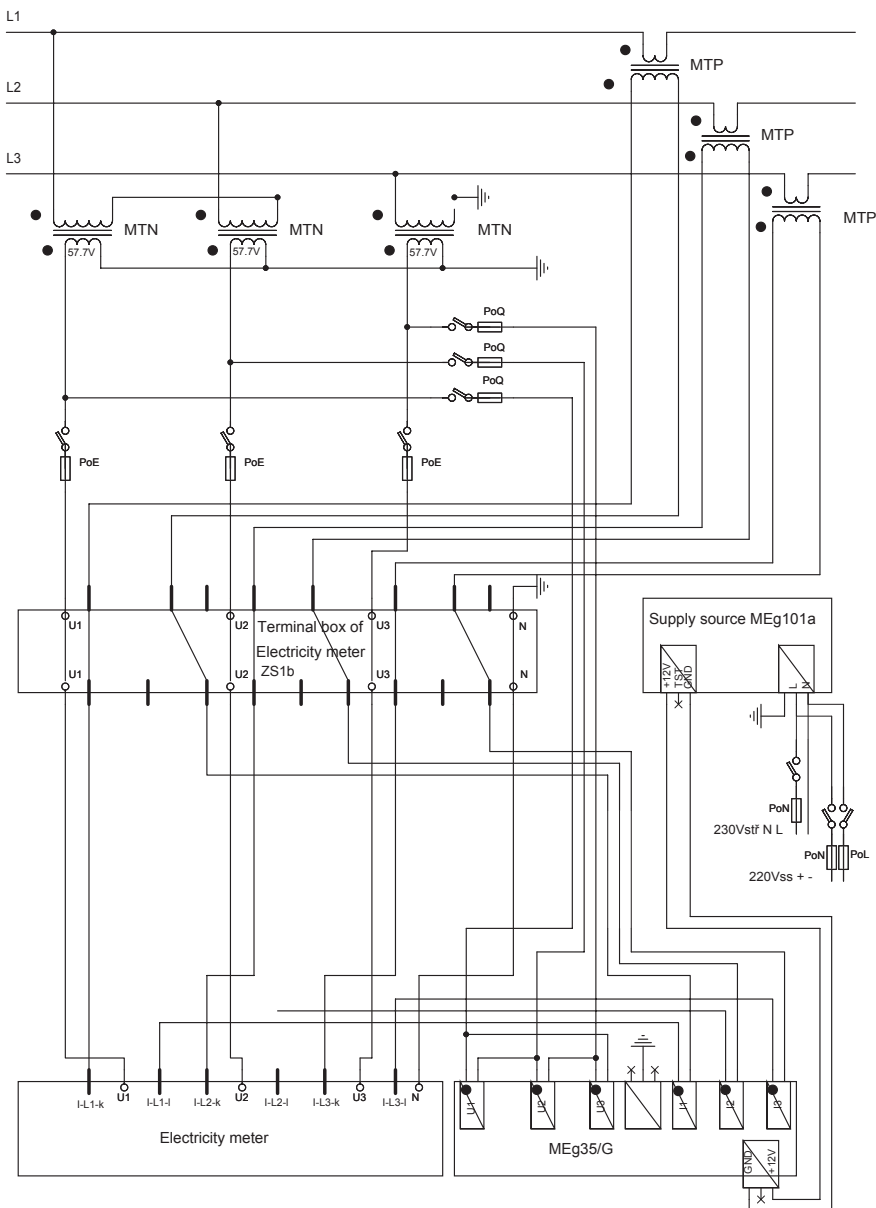 L1
MTP
L2
MTP
L3
MTP
MTN
MTN
MTN
57.7V
57.7V
57.7V
PoQ
PoQ
PoQ
PoE
PoE
PoE
U1
U2
Terminal box of
U3
N
Electricity meter
ZS1b
U1
U2
U3
N
Supply source MEg101a
+12V
TST
GND
L
N
PoN
230Vstř N L
PoN
PoL
220Vss + -
I-L1-k
U1
I-L1-l
I-L2-k
U2
I-L2-l
I-L3-k
U3
I-L3-l
N
Electricity meter
U1
U2
U3
I1
I2
I3
MEg35/G
GND
+12V